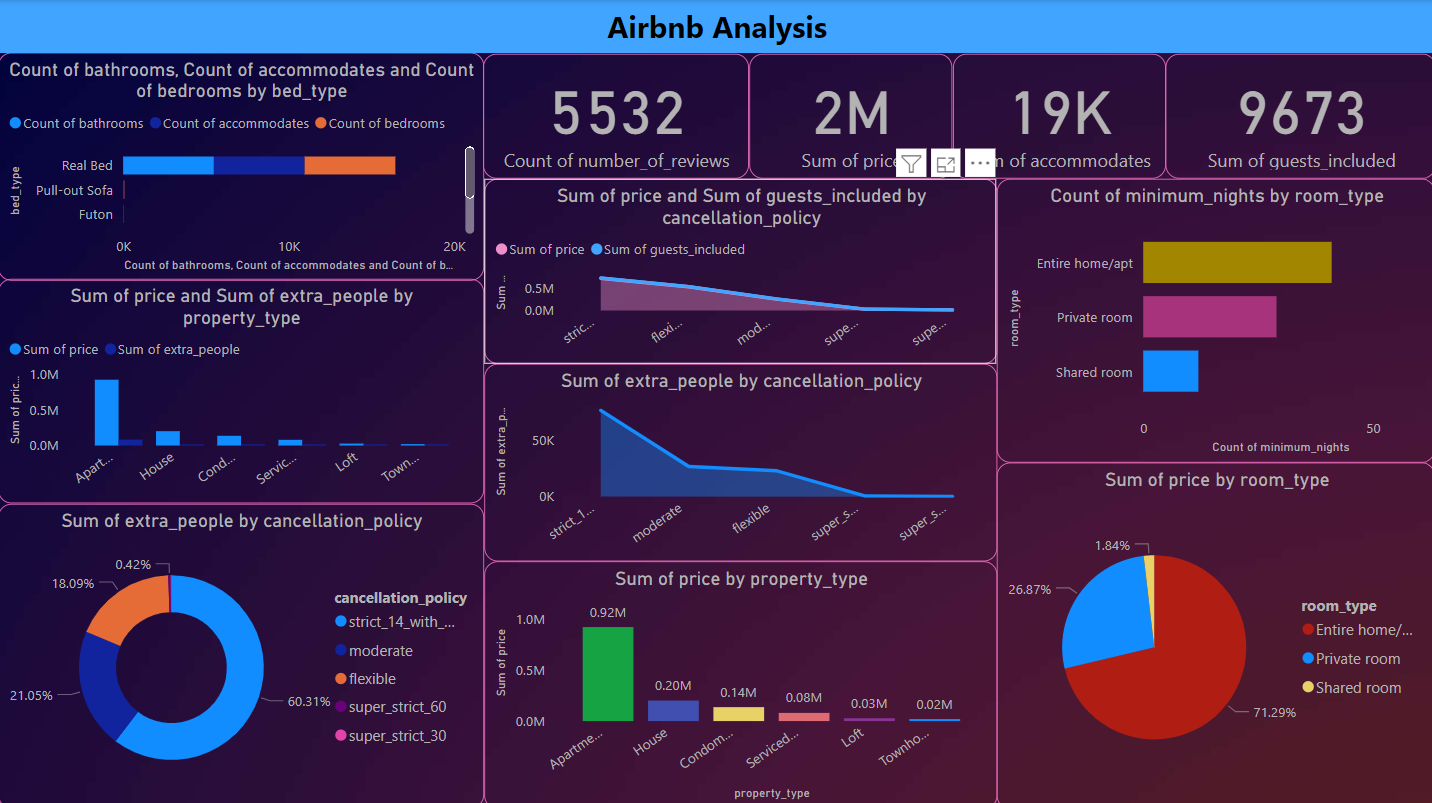 Airbnb Analysis
Count of bathrooms, Count of accommodates and Count
of bedrooms by bed_type
Count of bathrooms
Count of accommodates
Count of bedrooms
bed_type
Real Bed
Pull-out Sofa
Futon
0K
10K
20K
Count of bathrooms, Count of accommodates and Count of b...
5532
Count of number_of_reviews
2M
Sum of price
19K
of accommodates
9673
Sum of guests_included
Sum of price and Sum of guests_included by
cancellation_policy
Sum of price
Sum of guests_included
Sum ...
0.5M
0.0M
stric...
flexi...
mod...
supe...
supe...
Count of minimum_nights by room_type
room_type
Entire home/apt
Private room
Shared room
0
50
Count of minimum_nights
Sum of price and Sum of extra_people by
property_type
Sum of price
Sum of extra_people
Sum of pric...
1.0M
0.5M
0.0M
Apart...
House
Cond...
Servic...
Loft
Town...
Sum of extra_people by cancellation_policy
Sum of extra_p...
50K
0K
strict_1...
moderate
flexible
super_s...
super_s...
Sum of price by room_type
1.84%
26.87%
71.29%
room_type
Entire home/...
Private room
Shared room
Sum of extra_people by cancellation_policy
0.42%
18.09%
21.05%
60.31%
cancellation_policy
strict_14_with_...
moderate
flexible
super_strict_60
super_strict_30
Sum of price by property_type
Sum of price
1.0M
0.5M
0.0M
0.92M
0.20M
0.14M
0.08M
0.03M
0.02M
Apartme...
House
Condom...
Serviced...
Loft
Townho...
property_type